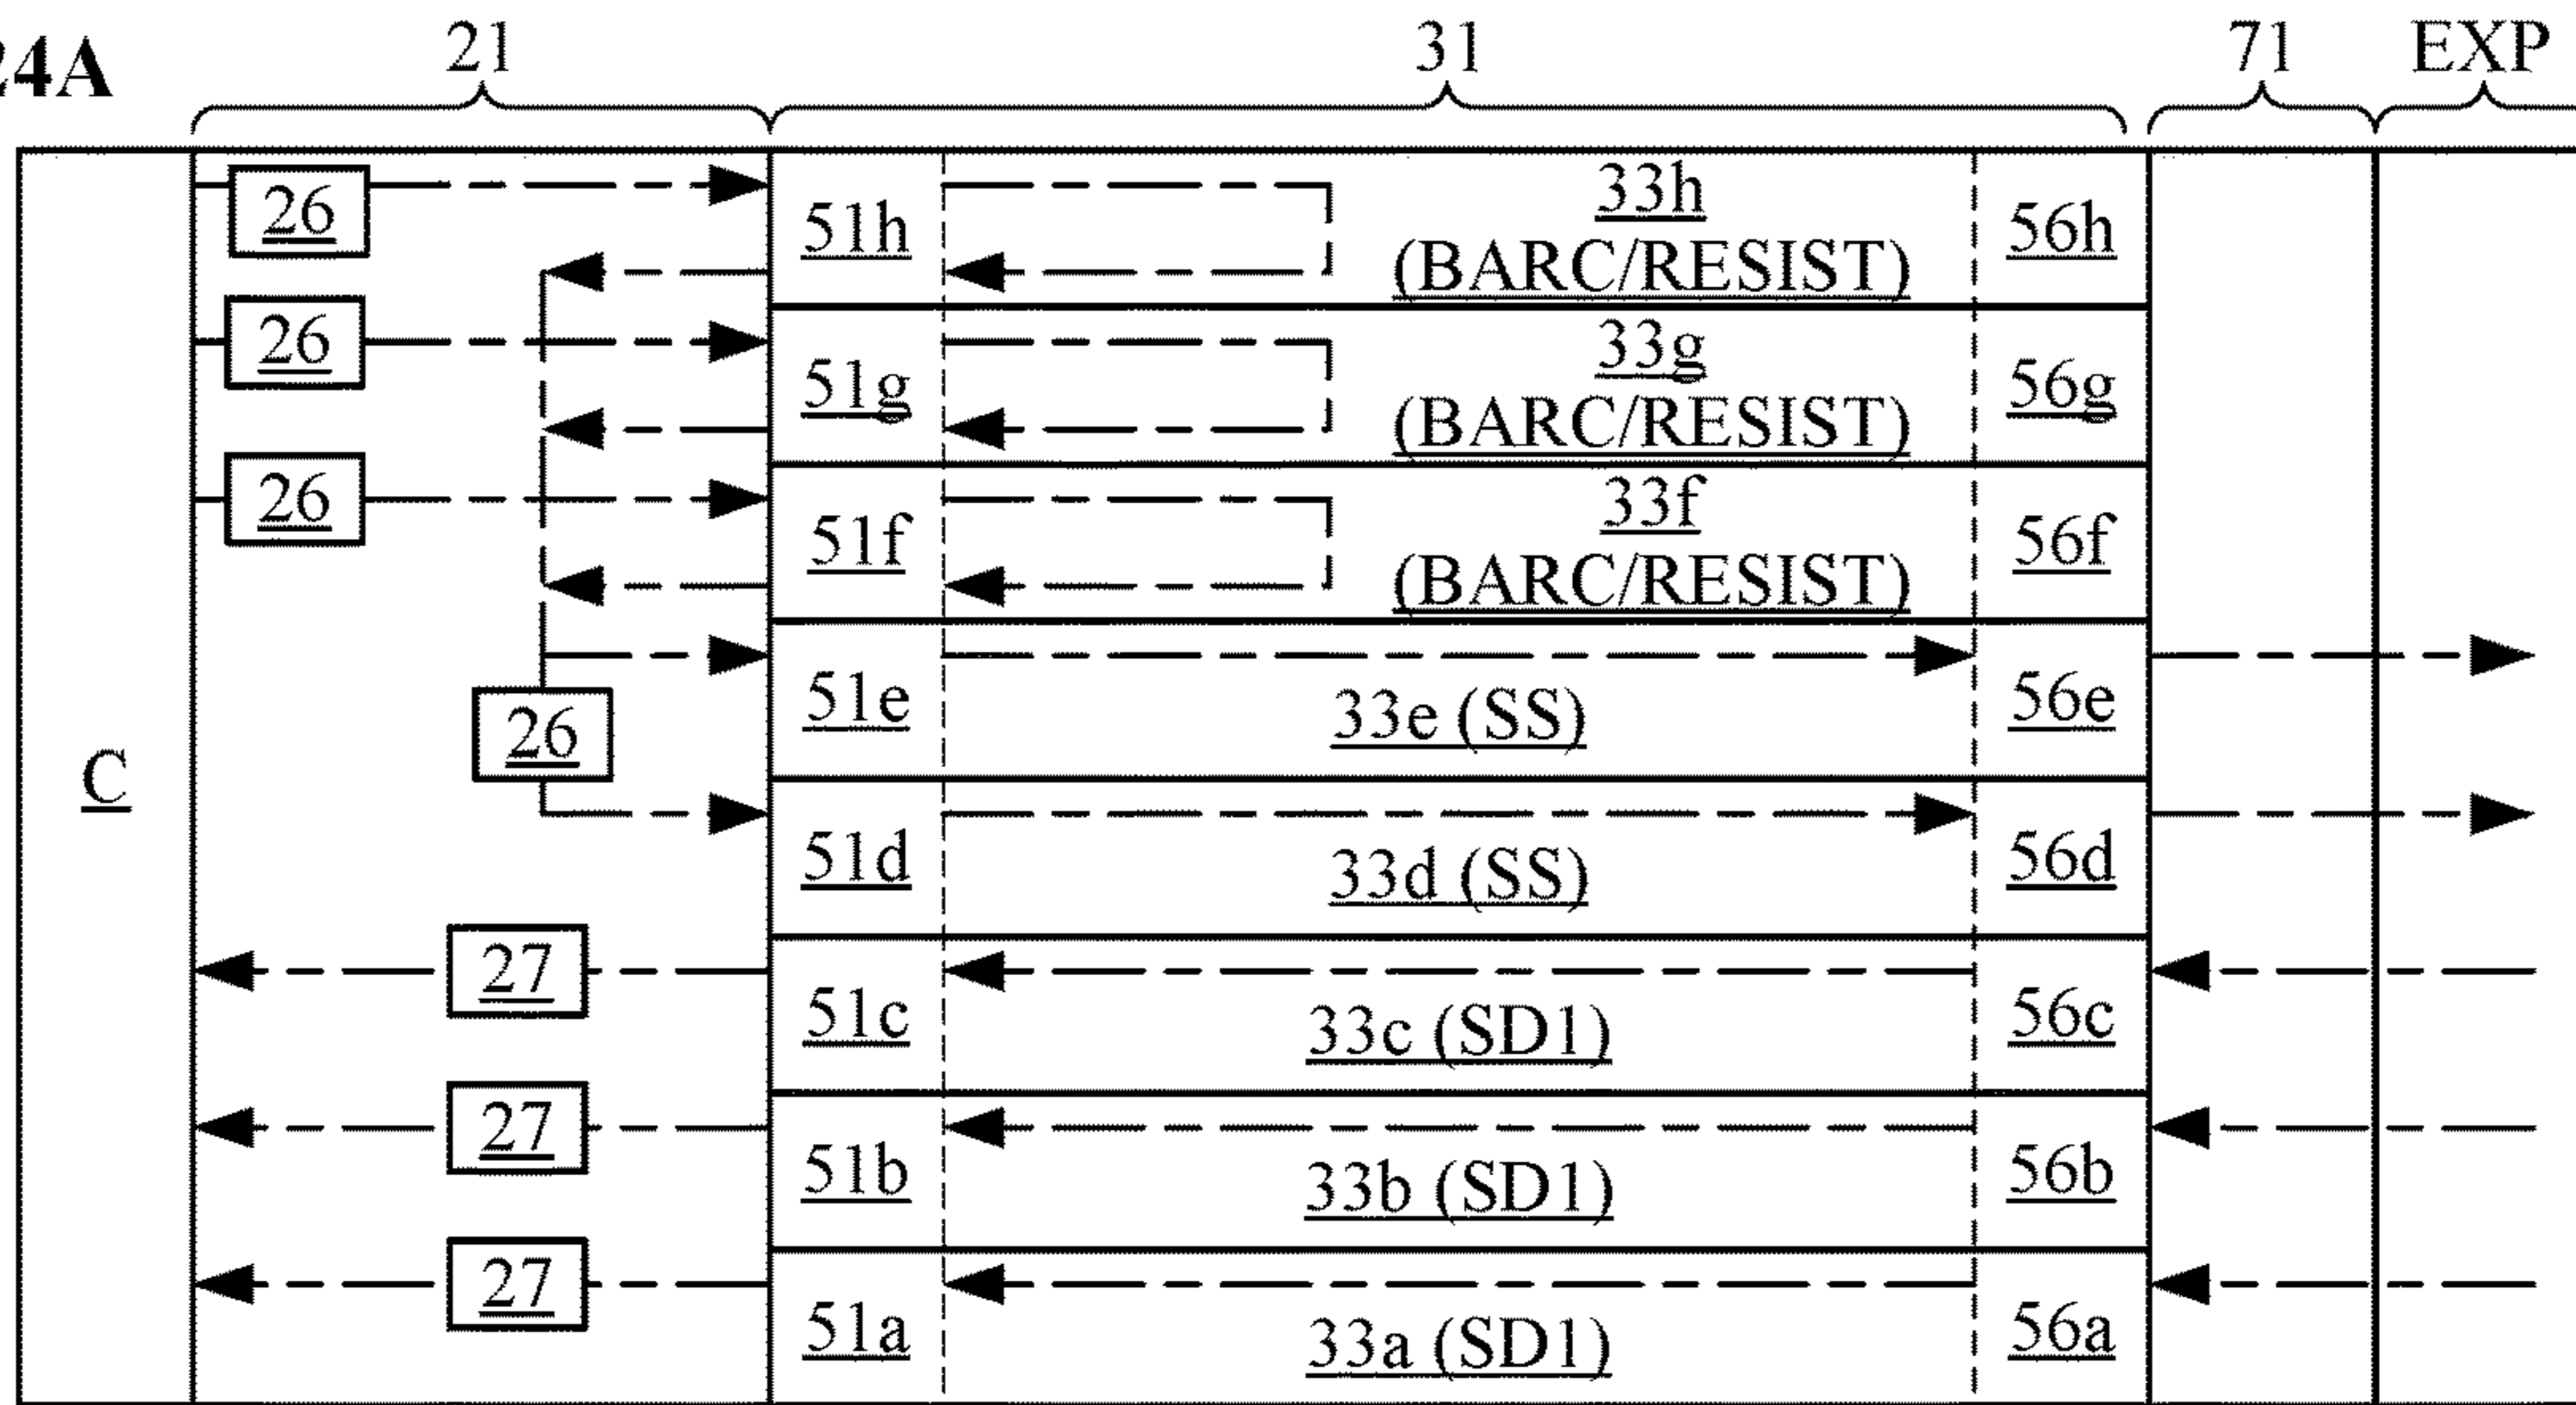 24A
21
31
71
EXP
C
26
51h
33h
(BARC/RESIST)
56h
26
51g
33g
(BARC/RESIST)
56g
26
51f
33f
(BARC/RESIST)
56f
26
51e
33e (SS)
56e
51d
33d (SS)
56d
27
51c
33c (SD1)
56c
27
51b
33b (SD1)
56b
27
51a
33a (SD1)
56a